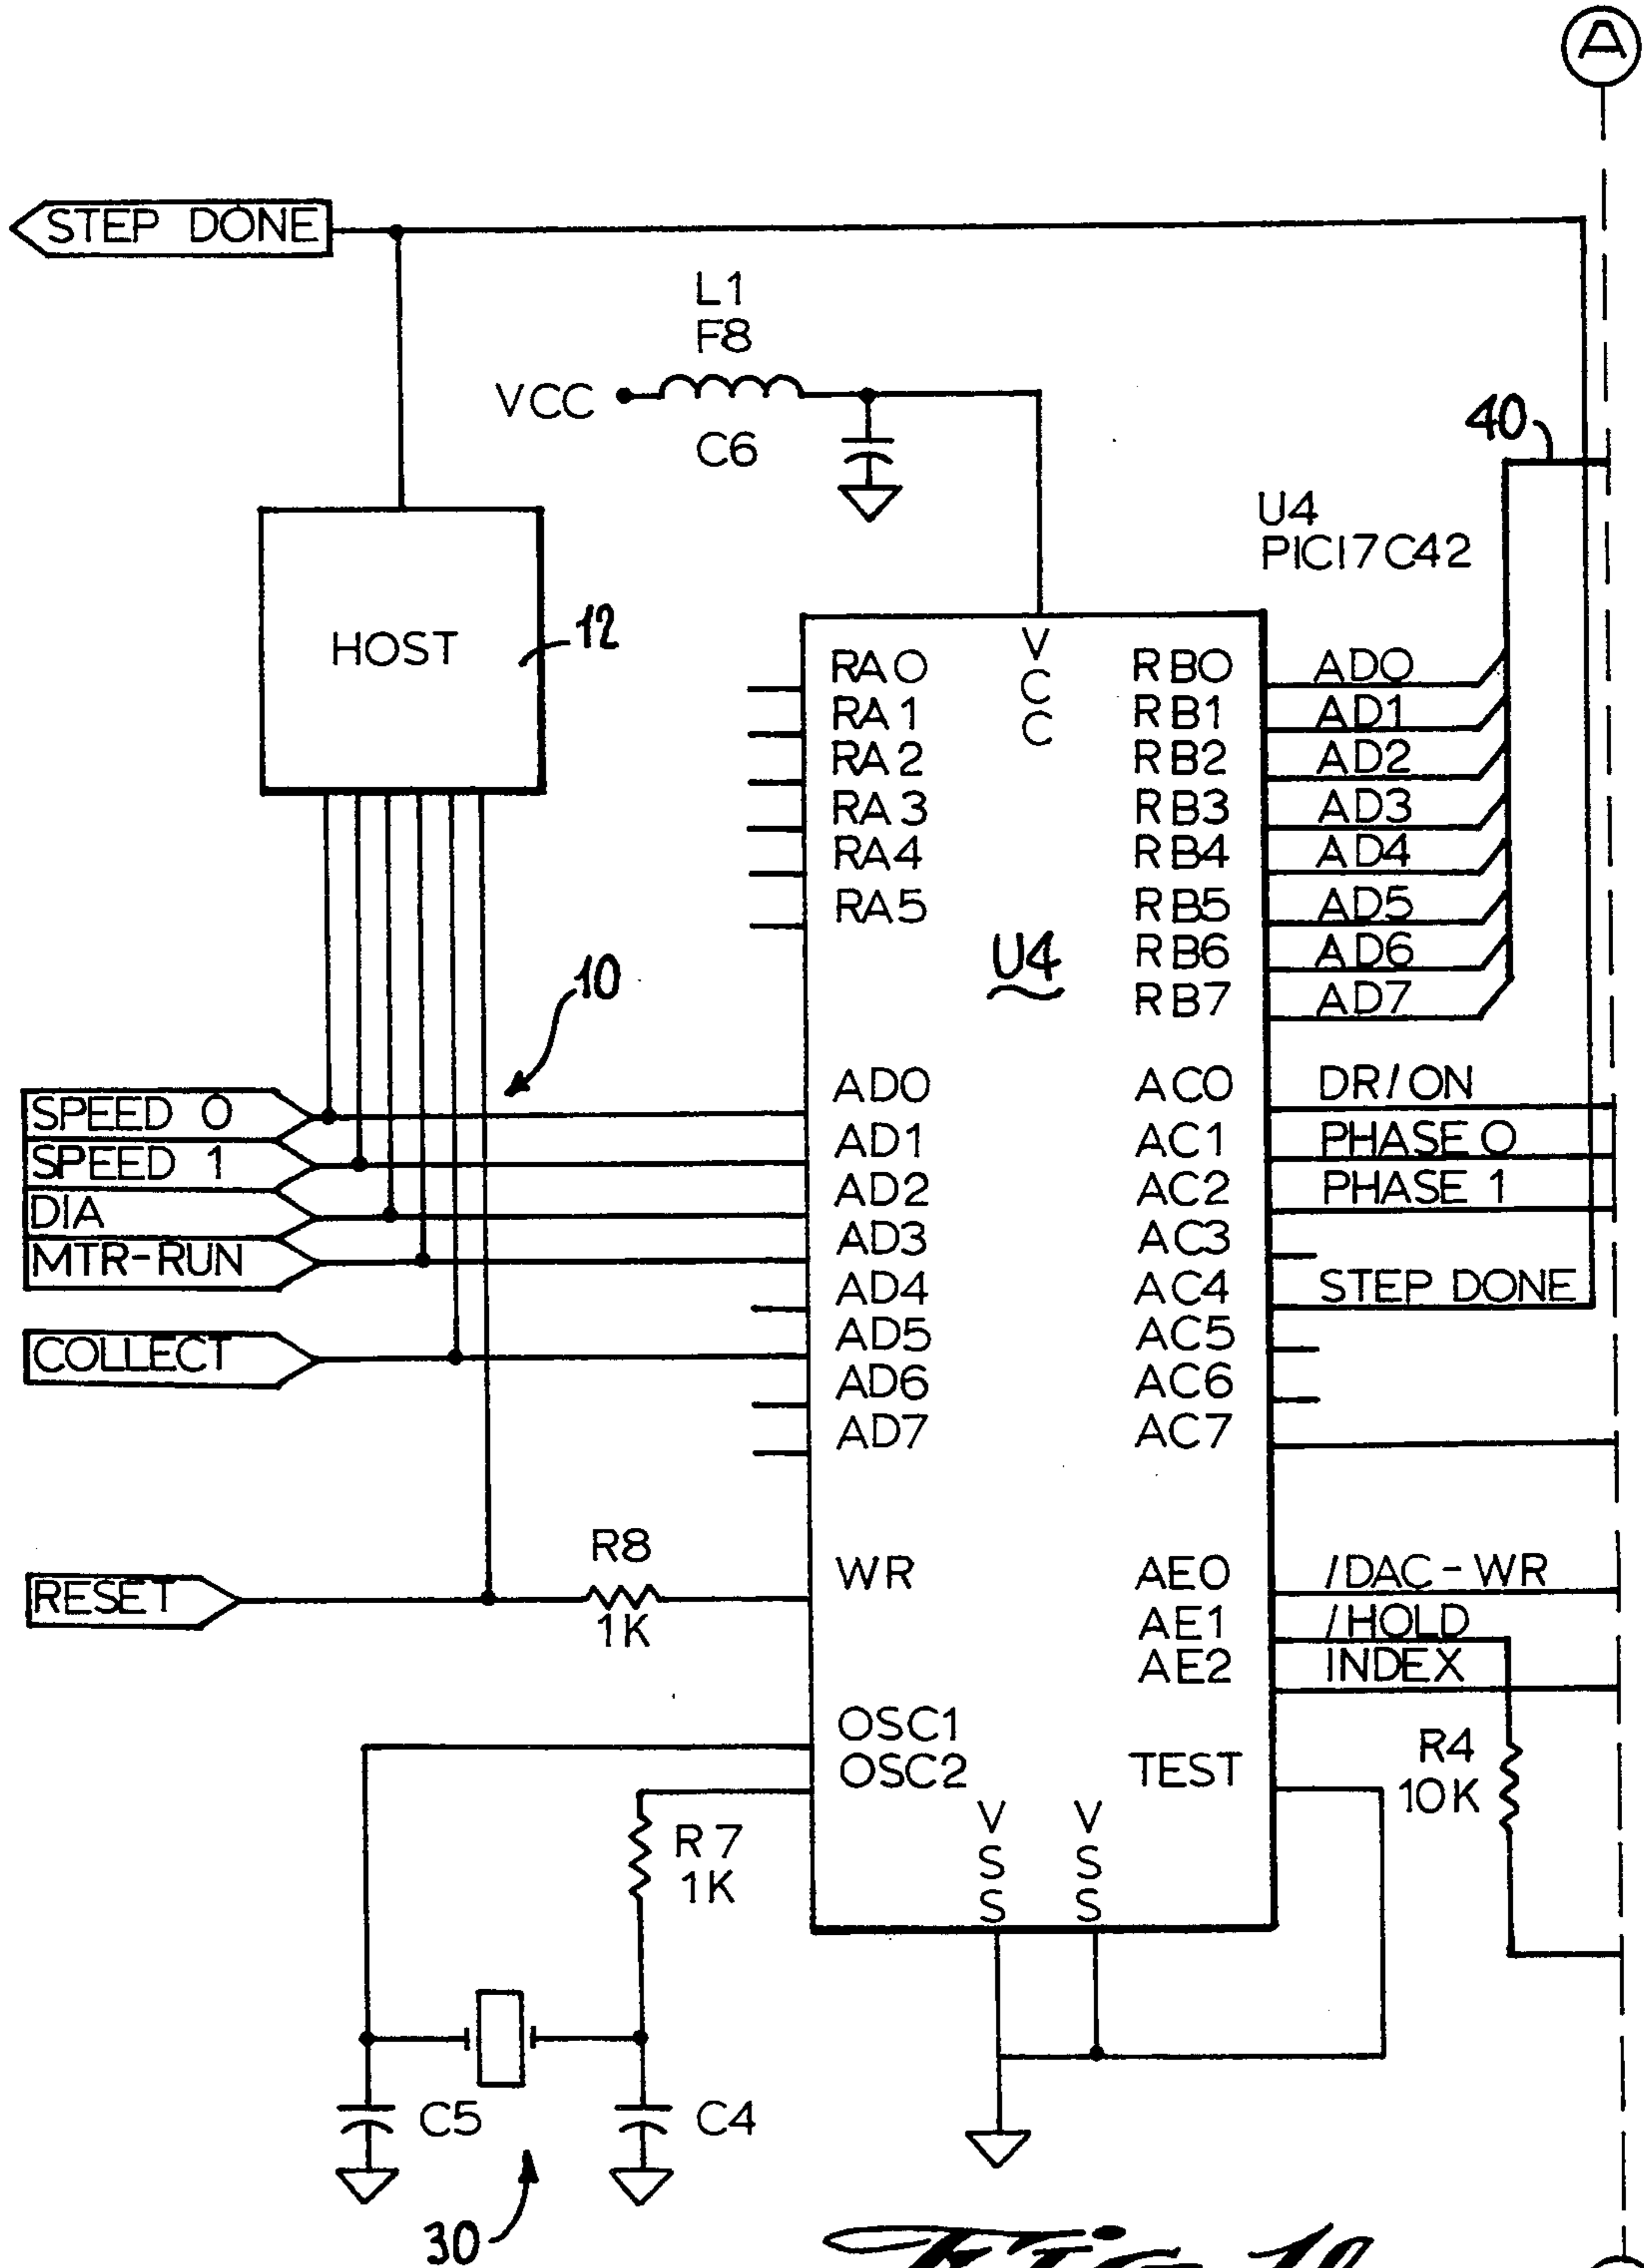 A
STEP DONE
L1
F8
VCC
C6
40
U4
PIC17C42
HOST
12
VCC
RA0
RA1
RA2
RA3
RA4
RA5
RB0 AD0
RB1 AD1
RB2 AD2
RB3 AD3
RB4 AD4
RB5 AD5
RB6 AD6
RB7 AD7
U4
10
SPEED 0
SPEED 1
DIA
MTR-RUN
COLLECT
AD0
AD1
AD2
AD3
AD4
AD5
AD6
AD7
AC0 DR/ON
AC1 PHASE 0
AC2 PHASE 1
AC3
AC4 STEP DONE
AC5
AC6
AC7
RESET
R8
1K
WR
AE0 /DAC-WR
AE1 /HOLD
AE2 INDEX
OSC1
OSC2
TEST
R4
10K
R7
1K
VSS
VSS
C5
C4
30